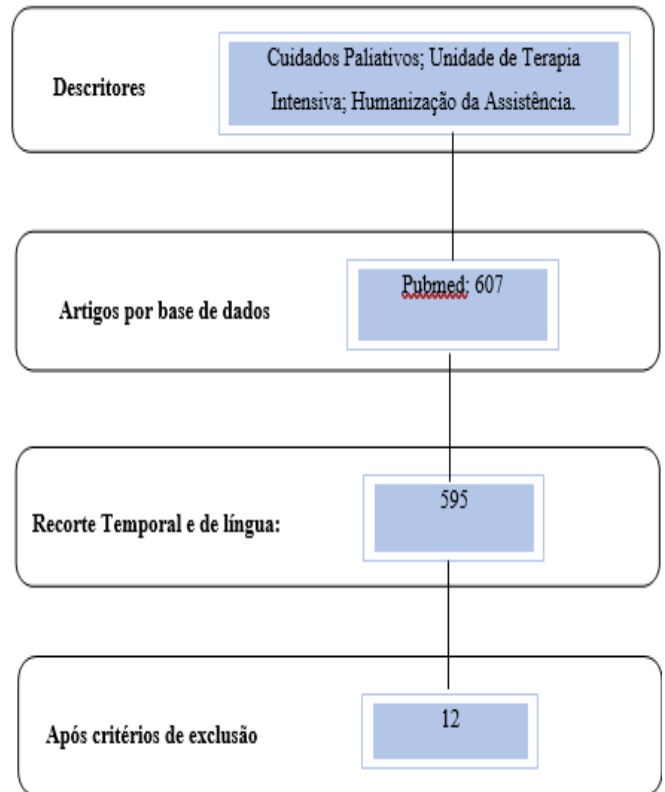 Descritores
Cuidados Paliativos; Unidade de Terapia
Intensiva; Humanização da Assistência.
Artigos por base de dados
Pubmed: 607
Recorte Temporal e de língua:
595
Após critérios de exclusão
12